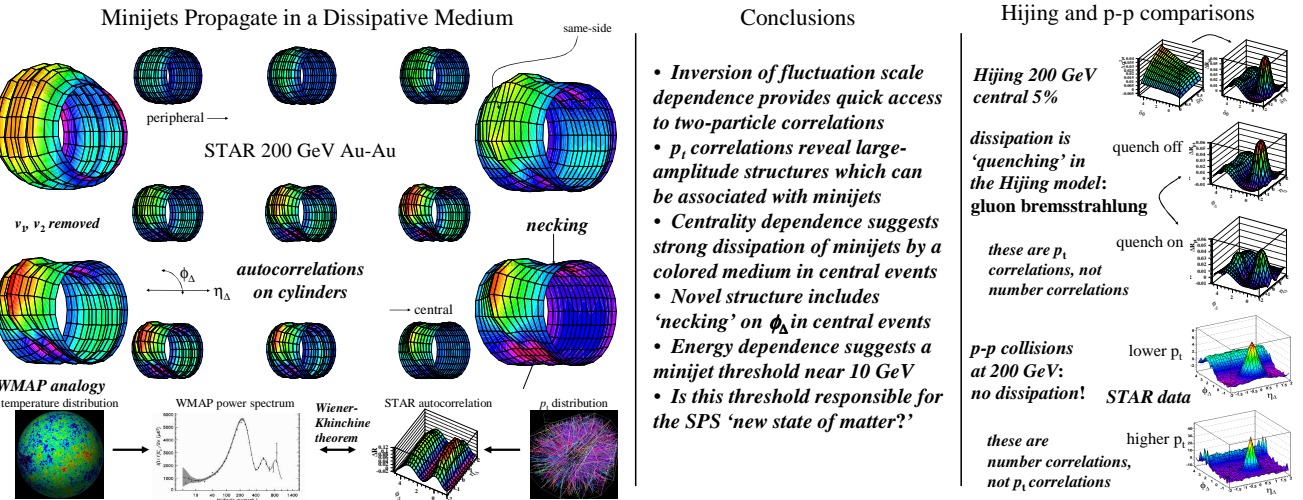 Minijets Propagate in a Dissipative Medium
same-side
peripheral
STAR 200 GeV Au-Au
v1, v2 removed
necking
ϕΔ
ηΔ
autocorrelations
on cylinders
central
WMAP analogy
temperature distribution
WMAP power spectrum
Wiener-
Khinchine
theorem
STAR autocorrelation
pt distribution
Conclusions
• Inversion of fluctuation scale
dependence provides quick access
to two-particle correlations
• pt correlations reveal large-
amplitude structures which can
be associated with minijets
• Centrality dependence suggests
strong dissipation of minijets by a
colored medium in central events
• Novel structure includes
‘necking’ on ϕΔ in central events
• Energy dependence suggests a
minijet threshold near 10 GeV
• Is this threshold responsible for
the SPS ‘new state of matter?’
Hijing and p-p comparisons
Hijing 200 GeV
central 5%
dissipation is
‘quenching’ in
the Hijing model:
gluon bremsstrahlung
quench off
quench on
these are pt
correlations, not
number correlations
p-p collisions
at 200 GeV:
no dissipation!
lower pt
STAR data
higher pt
these are
number correlations,
not pt correlations